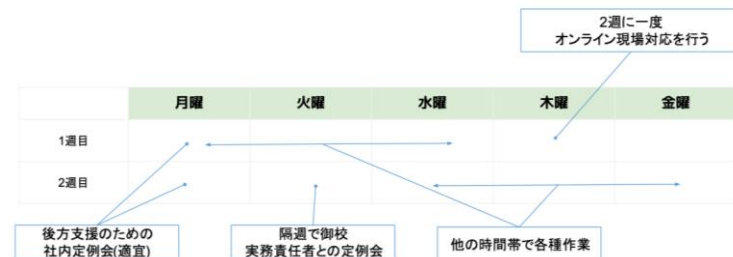 2週に一度
オンライン現場対応を行う
月曜 火曜 水曜 木曜 金曜
1週目
2週目
後方支援のための
社内定例会(適宜)
隔週で御校
実務責任者との定例会
他の時間帯で各種作業